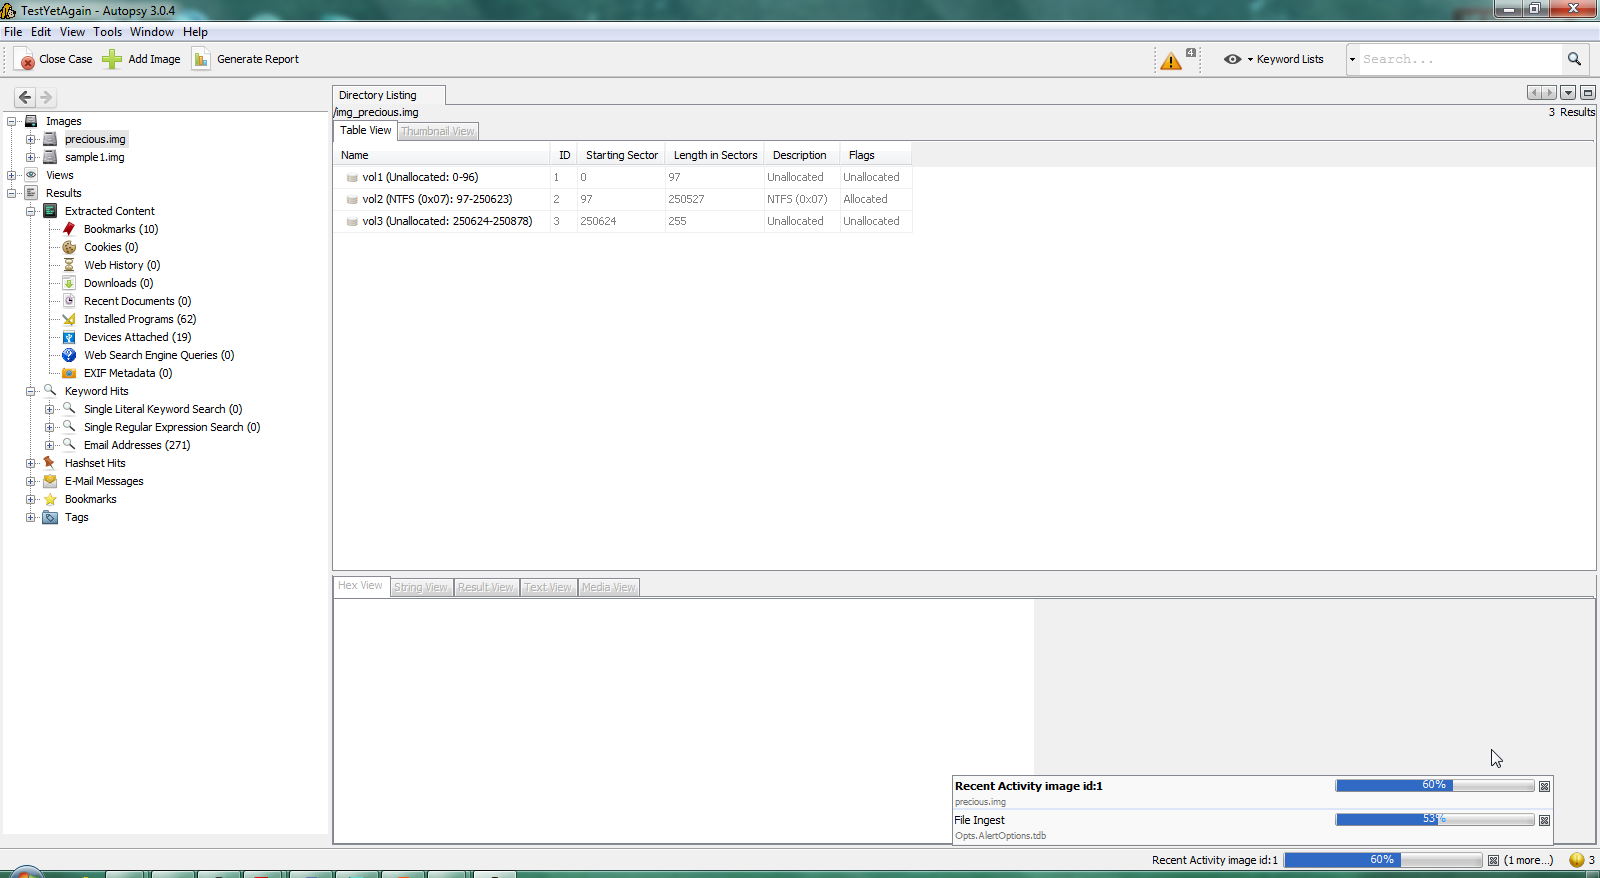 TestYetAgain - Autopsy 3.0.4
File Edit View Tools Window Help
Close Case Add Image Generate Report 4 Keyword Lists Search...
Images
precious.img
sample1.img
Views
Results
Extracted Content
Bookmarks (10)
Cookies (0)
Web History (0)
Downloads (0)
Recent Documents (0)
Installed Programs (62)
Devices Attached (19)
Web Search Engine Queries (0)
EXIF Metadata (0)
Keyword Hits
Single Literal Keyword Search (0)
Single Regular Expression Search (0)
Email Addresses (271)
Hashset Hits
E-Mail Messages
Bookmarks
Tags
Directory Listing
/img_precious.img 3 Results
Table View Thumbnail View
Name ID Starting Sector Length in Sectors Description Flags
vol1 (Unallocated: 0-96) 1 0 97 Unallocated Unallocated
vol2 (NTFS (0x07): 97-250623) 2 97 250527 NTFS (0x07) Allocated
vol3 (Unallocated: 250624-250878) 3 250624 255 Unallocated Unallocated
Hex View String View Result View Text View Media View
Recent Activity image id:1 60%
precious.img
File Ingest 53%
Opts.AlertOptions.tdb
Recent Activity image id:1 60% (1 more...) 3